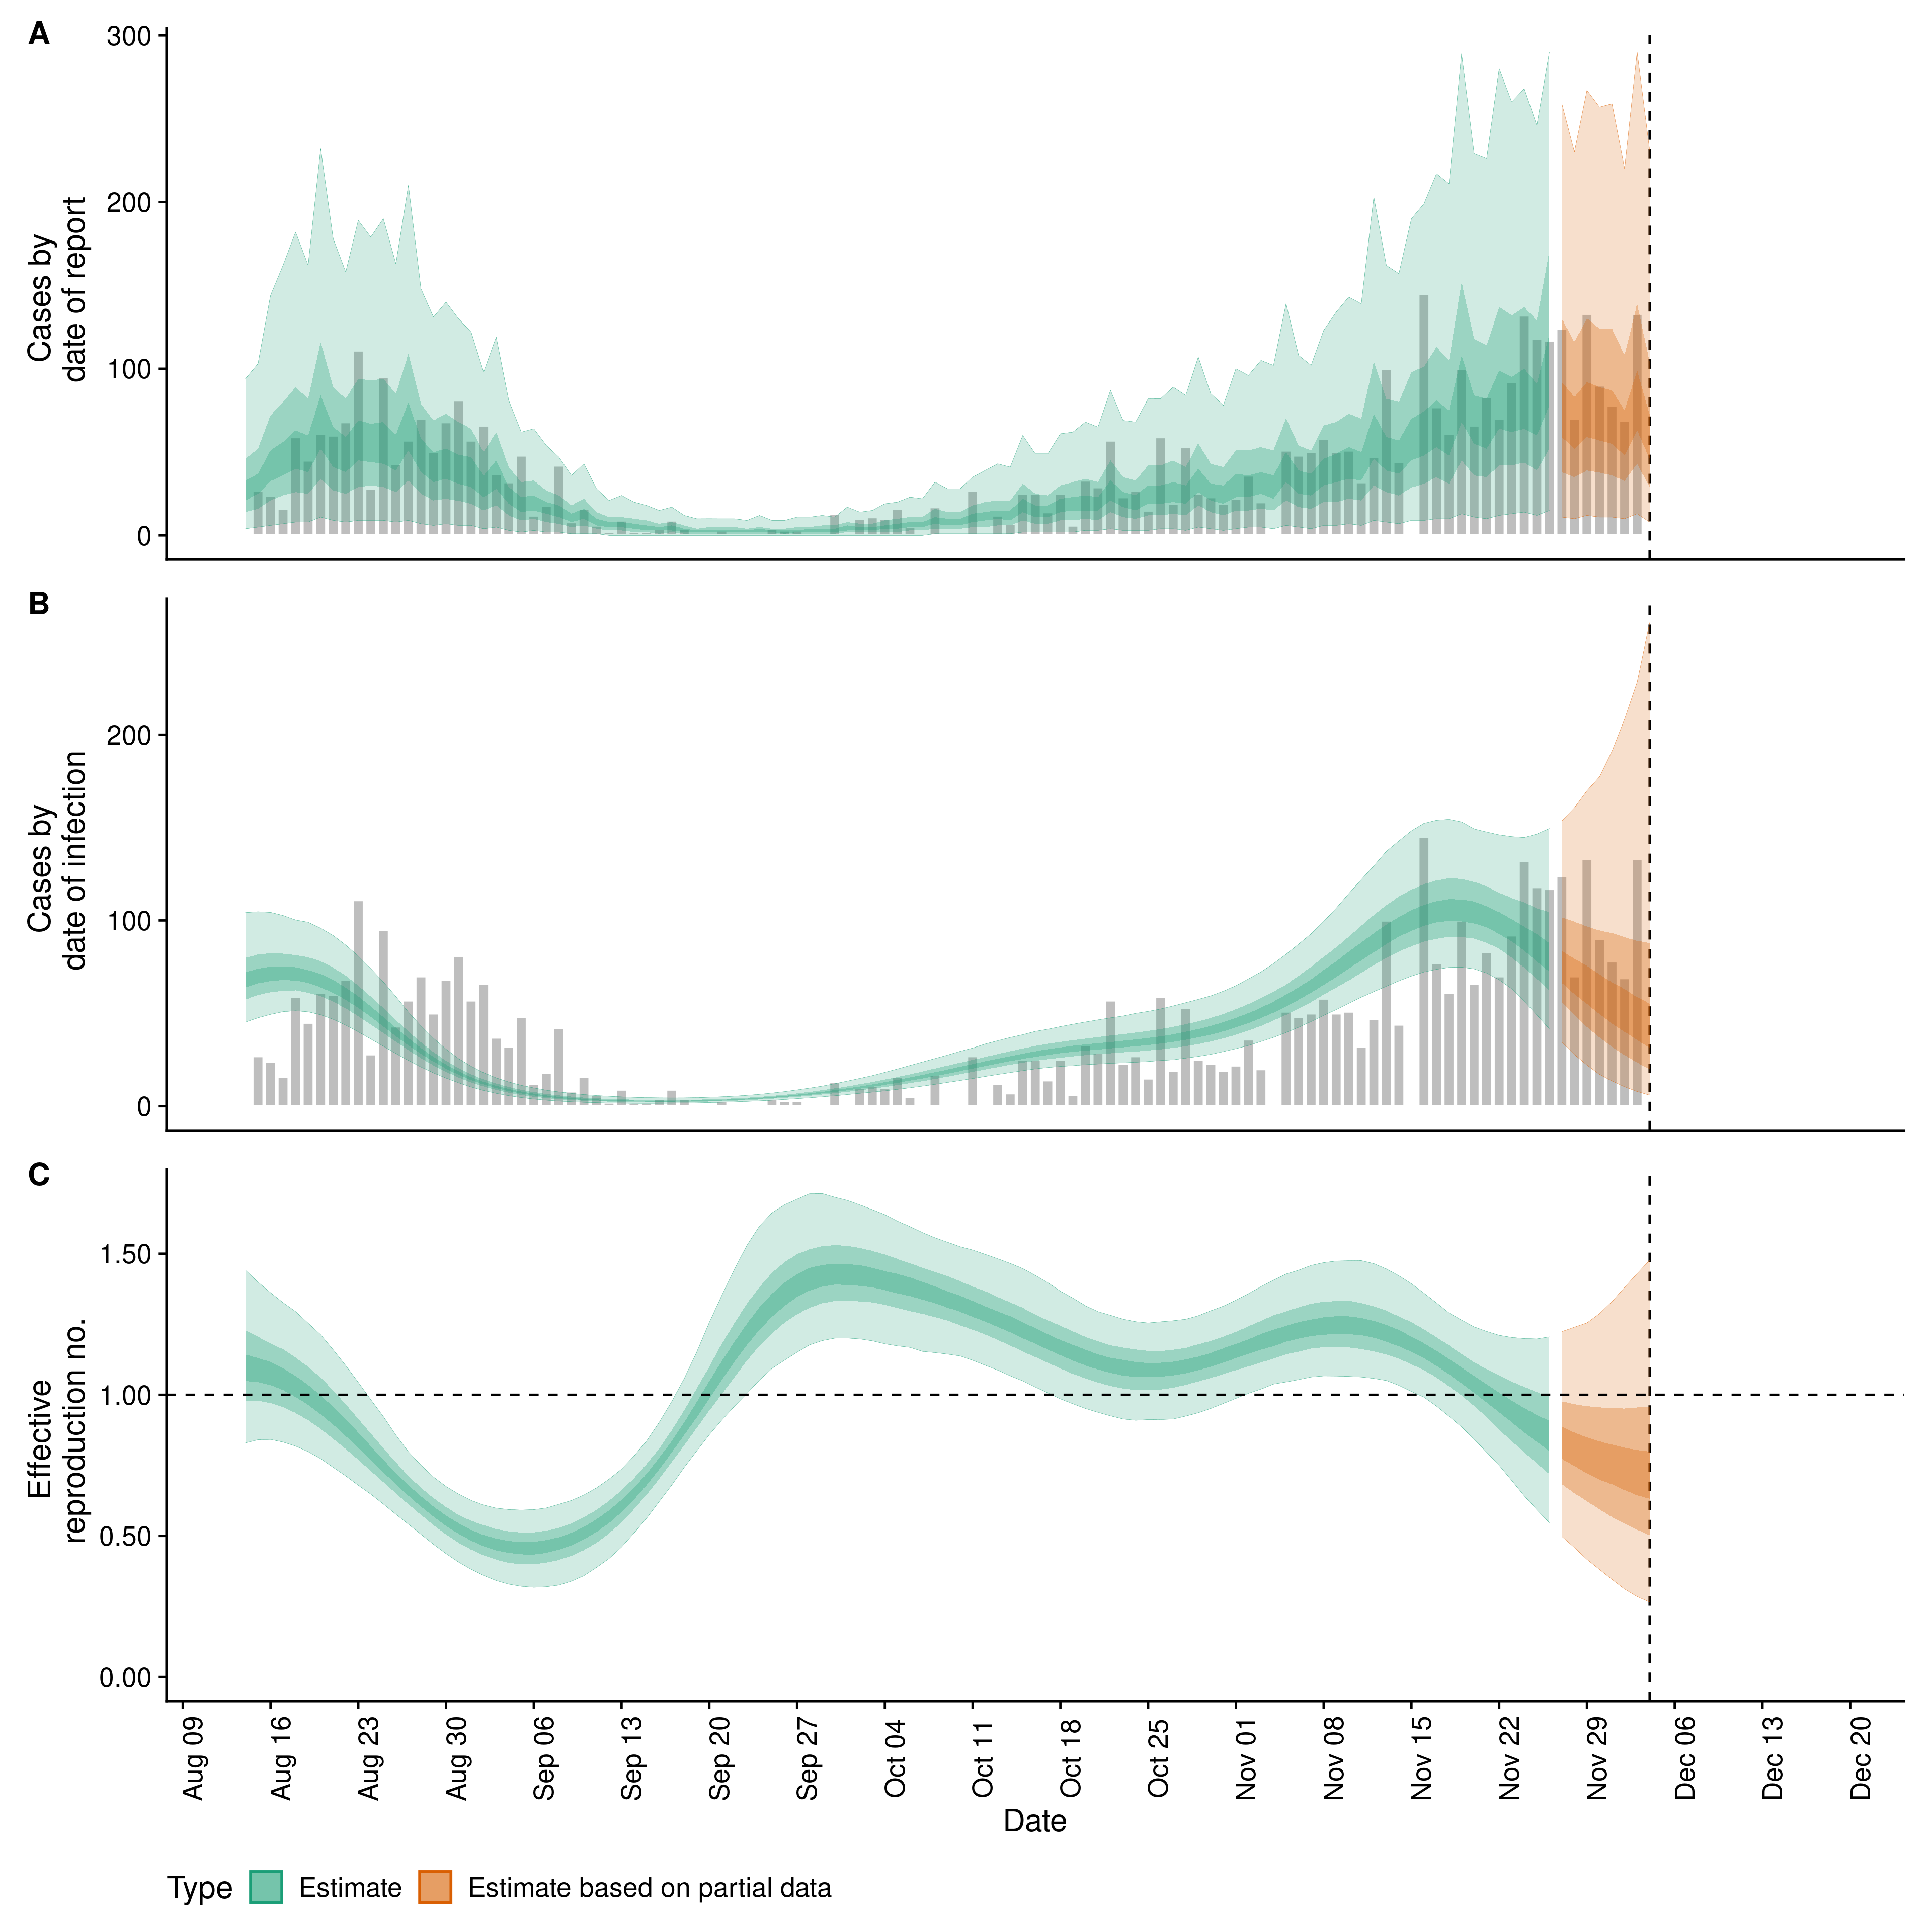 A
300
200
100
0
Cases by
date of report
B
200
100
0
Cases by
date of infection
C
1.50
1.00
0.50
0.00
Effective
reproduction no.
Aug 09
Aug 16
Aug 23
Aug 30
Sep 06
Sep 13
Sep 20
Sep 27
Oct 04
Oct 11
Oct 18
Oct 25
Nov 01
Nov 08
Nov 15
Nov 22
Nov 29
Dec 06
Dec 13
Dec 20
Date
Type Estimate Estimate based on partial data